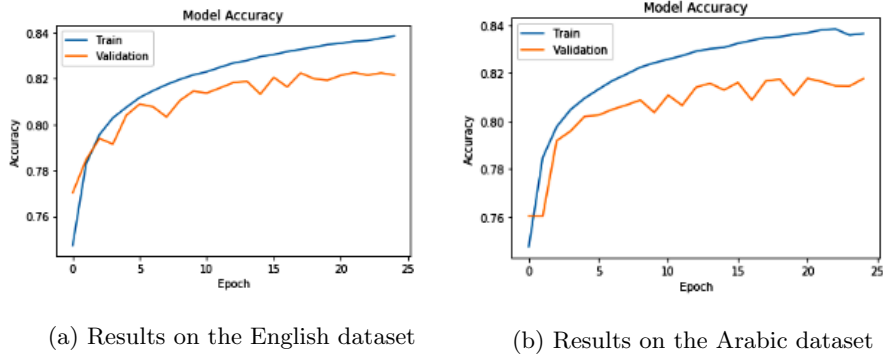 Model Accuracy
0.84
0.82
0.80
0.78
0.76
Accuracy
Train
Validation
0 5 10 15 20 25
Epoch
(a) Results on the English dataset
Model Accuracy
0.84
0.82
0.80
0.78
0.76
Accuracy
Train
Validation
0 5 10 15 20 25
Epoch
(b) Results on the Arabic dataset